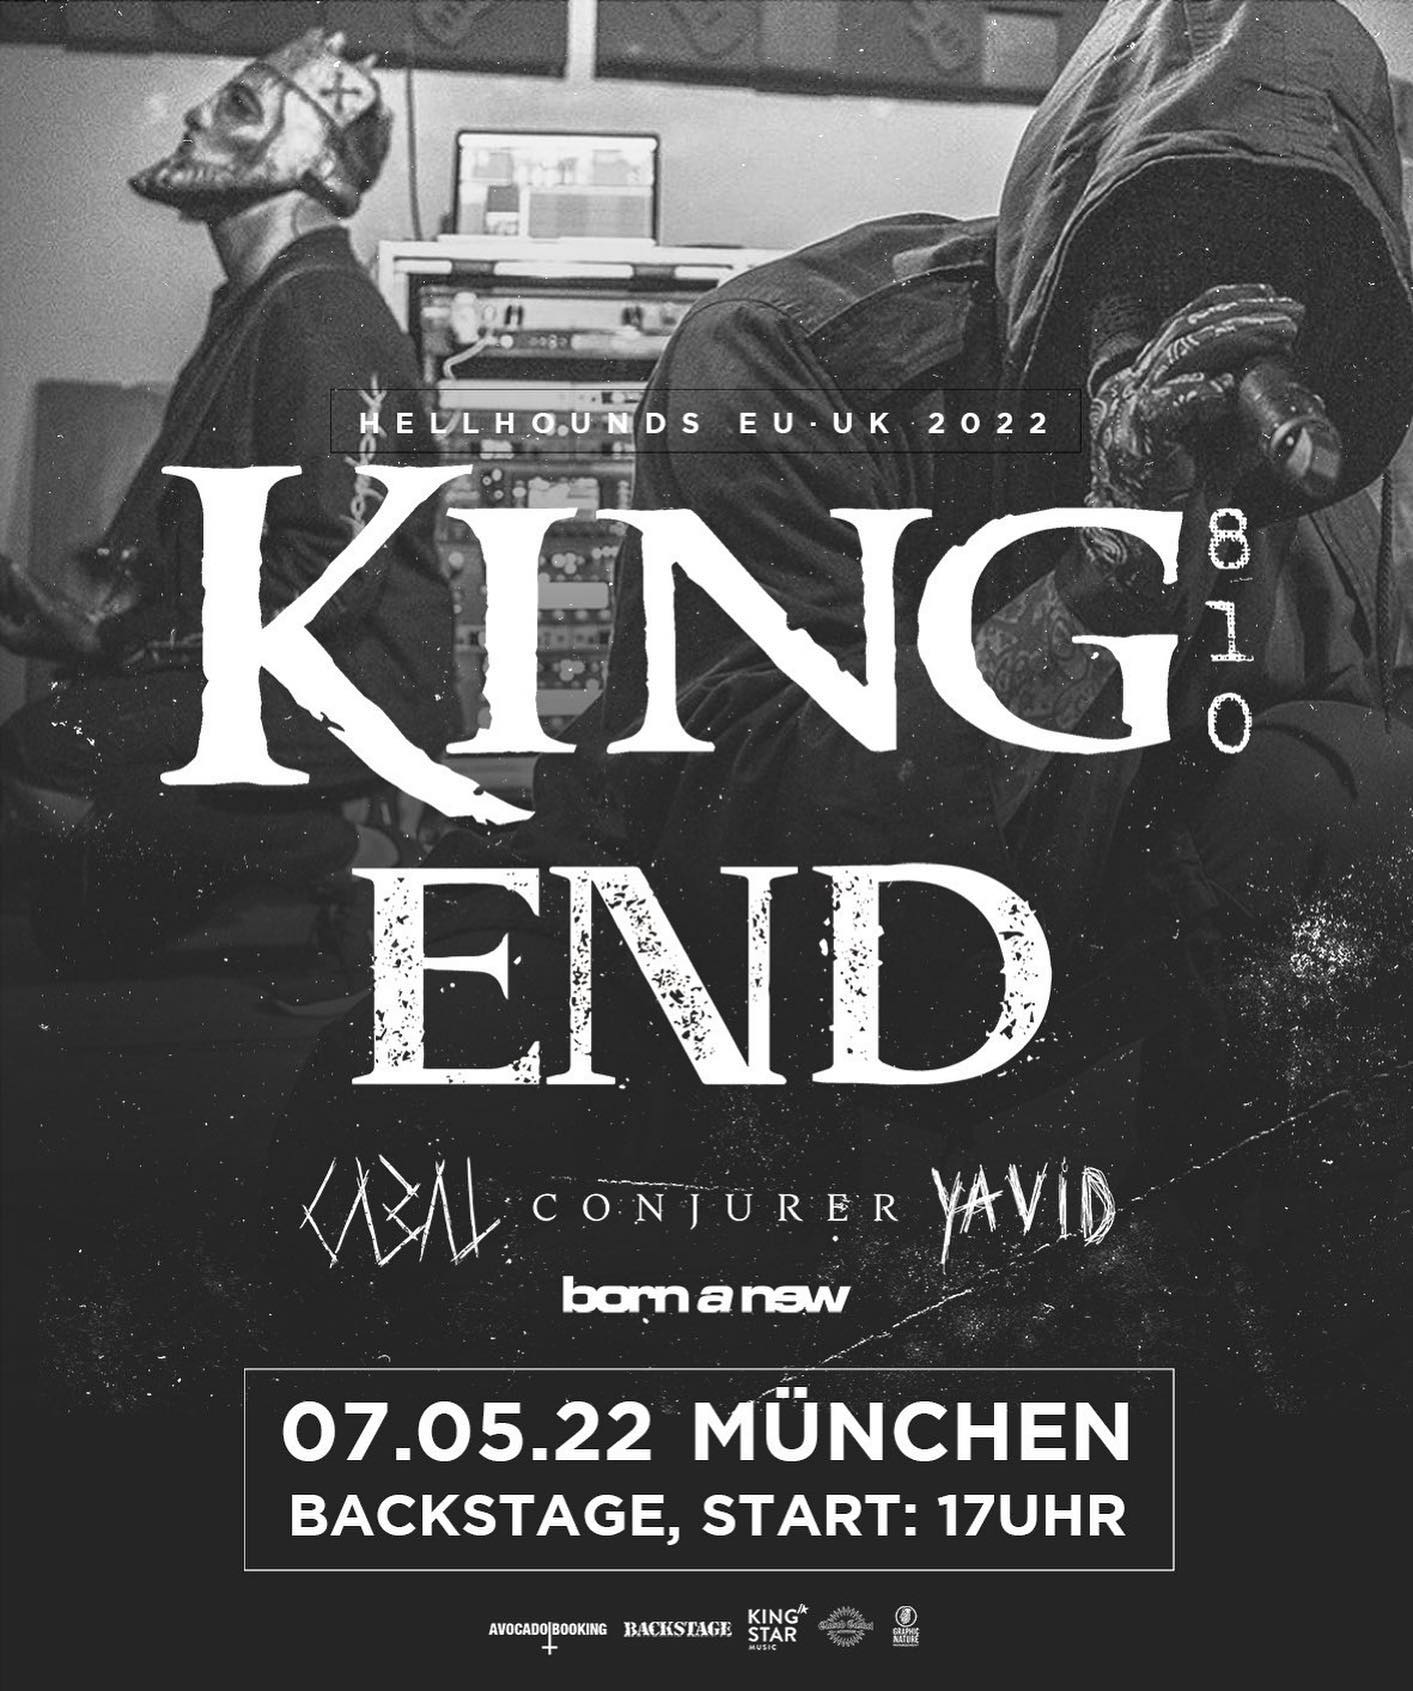 HELLHOUNDS EU·UK 2022
KING 810
END
CABAL CONJURER YAVID
born a new
07.05.22 MÜNCHEN
BACKSTAGE, START: 17UHR
AVOCADO BOOKING BACKSTAGE KING STAR MUSIC GRAPHIC NATURE